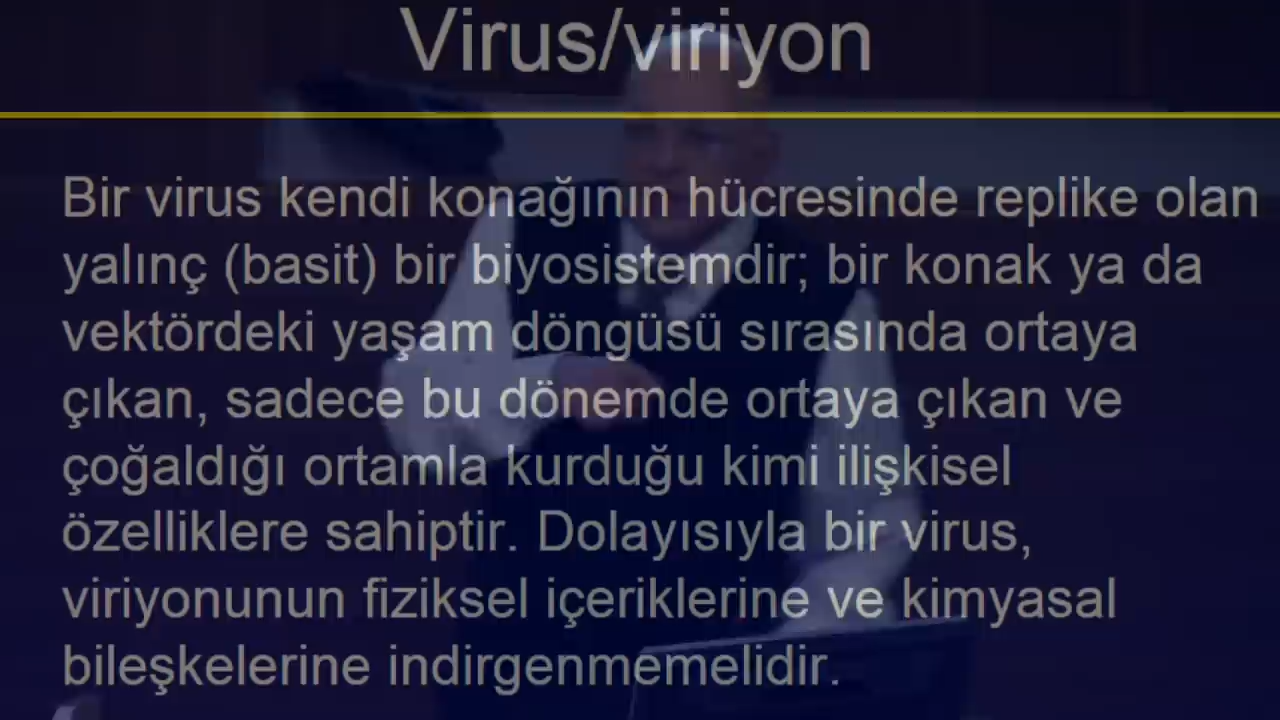 Virus/viriyon
Bir virus kendi konağının hücresinde replike olan
yalınç (basit) bir biyosistemdir; bir konak ya da
vektördeki yaşam döngüsü sırasında ortaya
çıkan, sadece bu dönemde ortaya çıkan ve
çoğaldığı ortamla kurduğu kimi ilişkisel
özelliklere sahiptir. Dolayısıyla bir virus,
viriyonunun fiziksel içeriklerine ve kimyasal
bileşkelerine indirgenmemelidir.